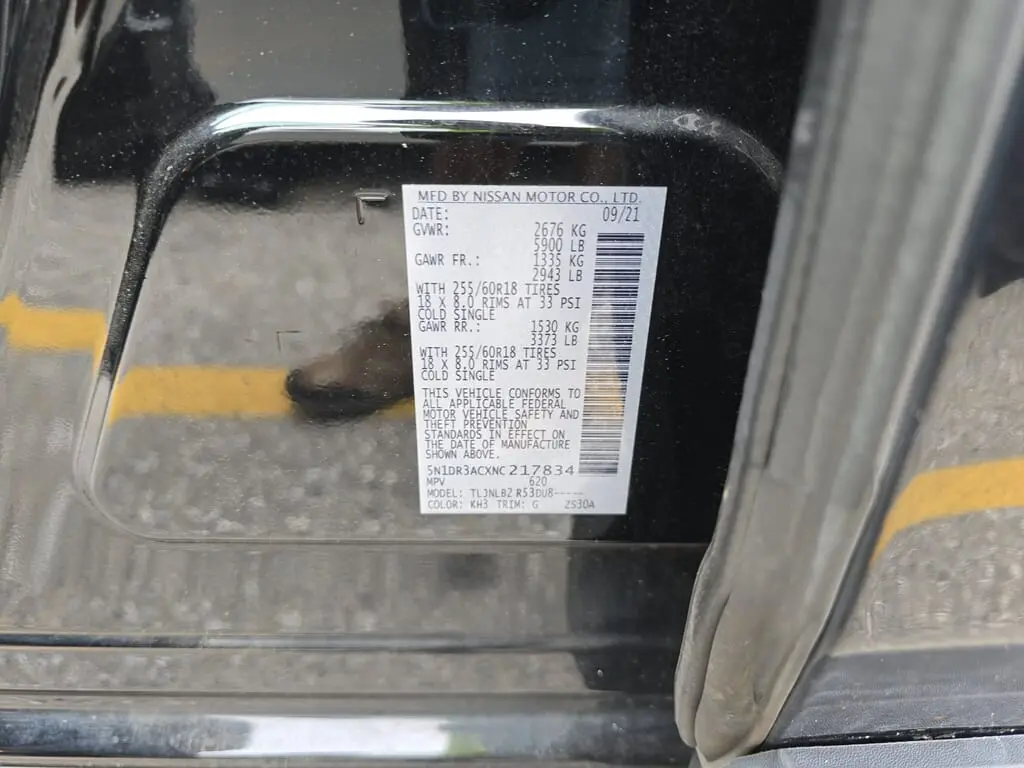 MFD BY NISSAN MOTOR CO., LTD.
DATE: 09/21
GVWR: 2676 KG
5900 LB
GAWR FR.: 1335 KG
2943 LB
WITH 255/60R18 TIRES
18 X 8.0 RIMS AT 33 PSI
COLD SINGLE
GAWR RR.: 1530 KG
3373 LB
WITH 255/60R18 TIRES
18 X 8.0 RIMS AT 33 PSI
COLD SINGLE
THIS VEHICLE CONFORMS TO
ALL APPLICABLE FEDERAL
MOTOR VEHICLE SAFETY AND
THEFT PREVENTION
STANDARDS IN EFFECT ON
THE DATE OF MANUFACTURE
SHOWN ABOVE.
5N1DR3ACXNC217834
MPV 620
MODEL: TLJNLB2 R53DU8-----
COLOR: KH3 TRIM: G 2S30A